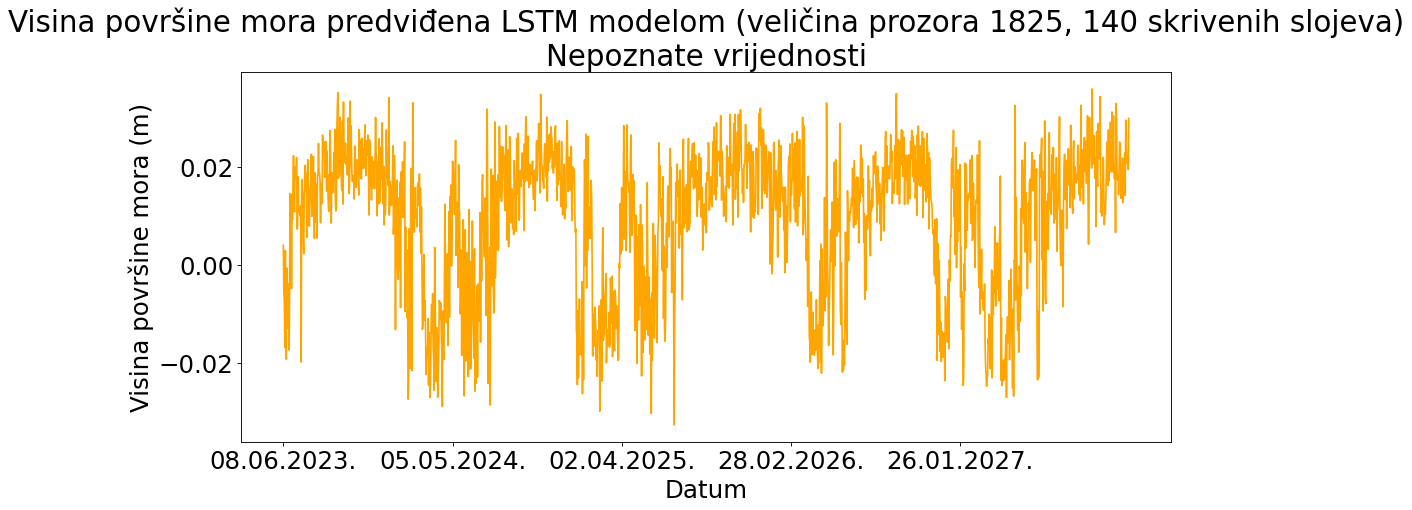 Visina površine mora predviđena LSTM modelom (veličina prozora 1825, 140 skrivenih slojeva)
Nepoznate vrijednosti
Visina površine mora (m)
0.02
0.00
−0.02
08.06.2023. 05.05.2024. 02.04.2025. 28.02.2026. 26.01.2027.
Datum